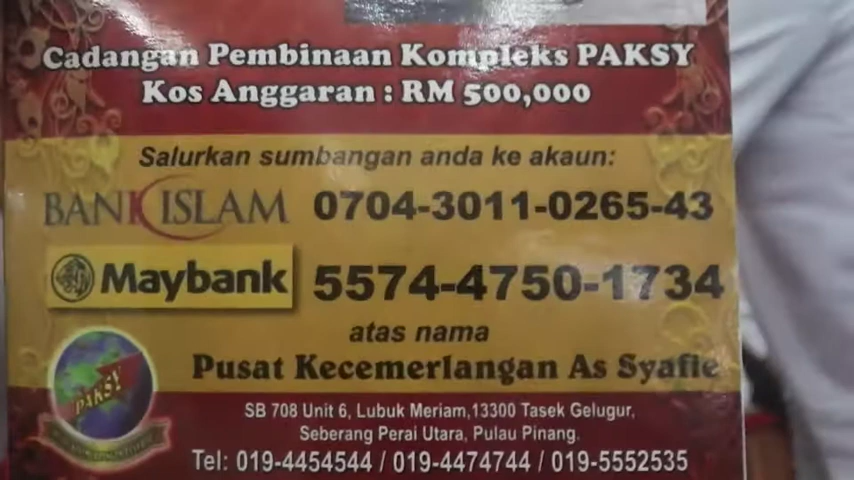 Cadangan Pembinaan Kompleks PAKSY
Kos Anggaran : RM 500,000
Salurkan sumbangan anda ke akaun:
BANK ISLAM 0704-3011-0265-43
Maybank 5574-4750-1734
atas nama
Pusat Kecemerlangan As Syafie
PAKSY
SB 708 Unit 6, Lubuk Meriam,13300 Tasek Gelugur,
Seberang Perai Utara, Pulau Pinang.
Tel: 019-4454544 / 019-4474744 / 019-5552535